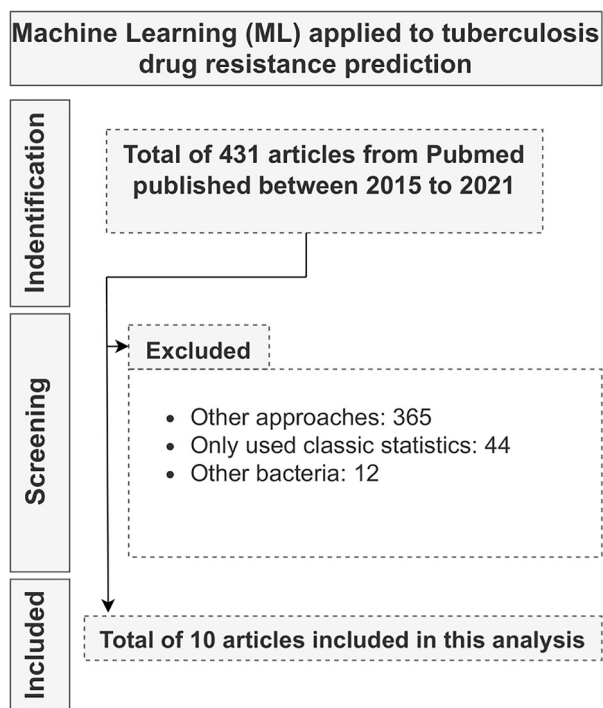 Machine Learning (ML) applied to tuberculosis
drug resistance prediction
Indentification
Total of 431 articles from Pubmed
published between 2015 to 2021
Screening
Excluded
• Other approaches: 365
• Only used classic statistics: 44
• Other bacteria: 12
Included
Total of 10 articles included in this analysis